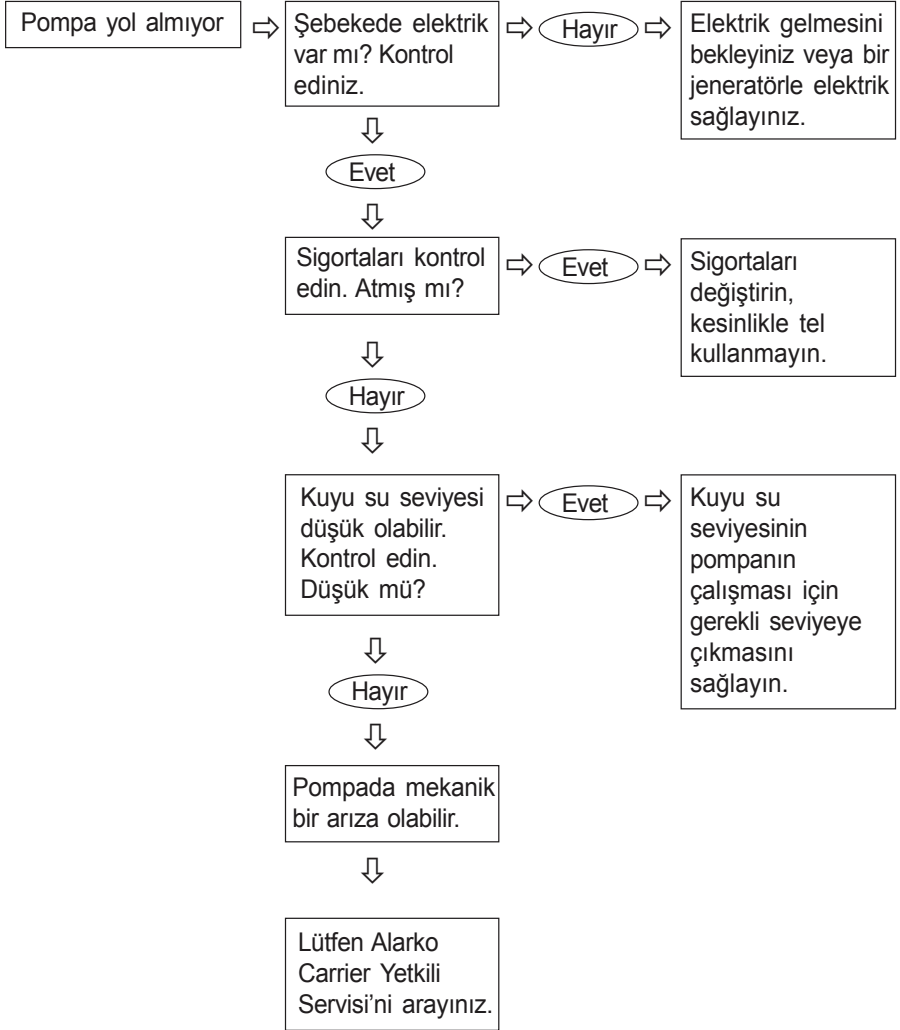 Pompa yol almıyor
Şebekede elektrik
var mı? Kontrol
ediniz.
Hayır
Elektrik gelmesini
bekleyiniz veya bir
jeneratörle elektrik
sağlayınız.
Evet
Sigortaları kontrol
edin. Atmış mı?
Evet
Sigortaları
değiştirin,
kesinlikle tel
kullanmayın.
Hayır
Kuyu su seviyesi
düşük olabilir.
Kontrol edin.
Düşük mü?
Evet
Kuyu su
seviyesinin
pompanın
çalışması için
gerekli seviyeye
çıkmasını
sağlayın.
Hayır
Pompada mekanik
bir arıza olabilir.
Lütfen Alarko
Carrier Yetkili
Servisi’ni arayınız.